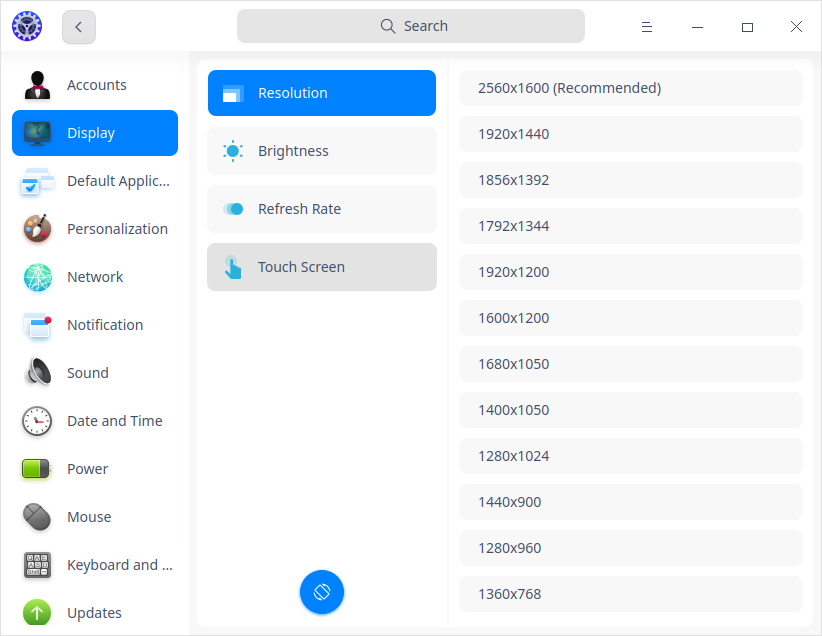 Search
Accounts
Display
Default Applic...
Personalization
Network
Notification
Sound
Date and Time
Power
Mouse
Keyboard and ...
Updates
Resolution
Brightness
Refresh Rate
Touch Screen
2560x1600 (Recommended)
1920x1440
1856x1392
1792x1344
1920x1200
1600x1200
1680x1050
1400x1050
1280x1024
1440x900
1280x960
1360x768